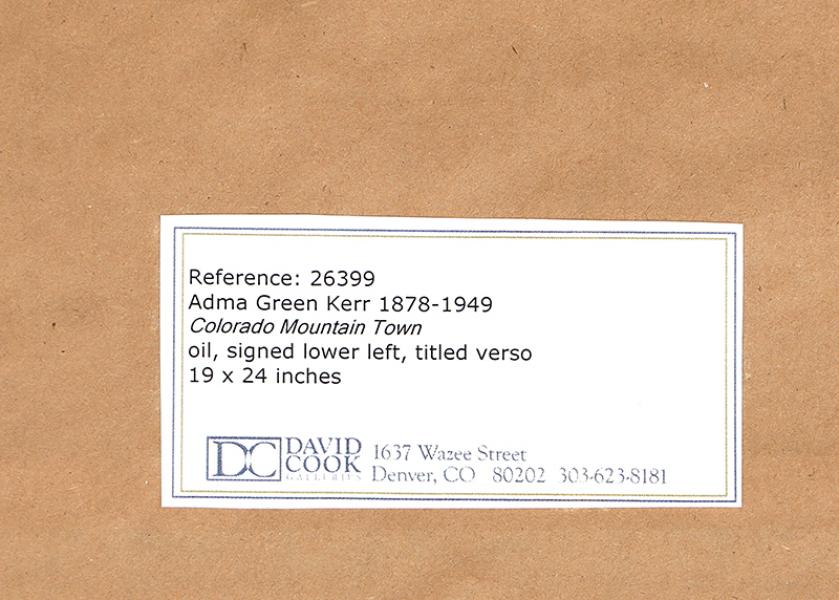 Reference: 26399
Adma Green Kerr 1878-1949
Colorado Mountain Town
oil, signed lower left, titled verso
19 x 24 inches
DC DAVID COOK GALLERIES
1637 Wazee Street
Denver, CO 80202 303-623-8181